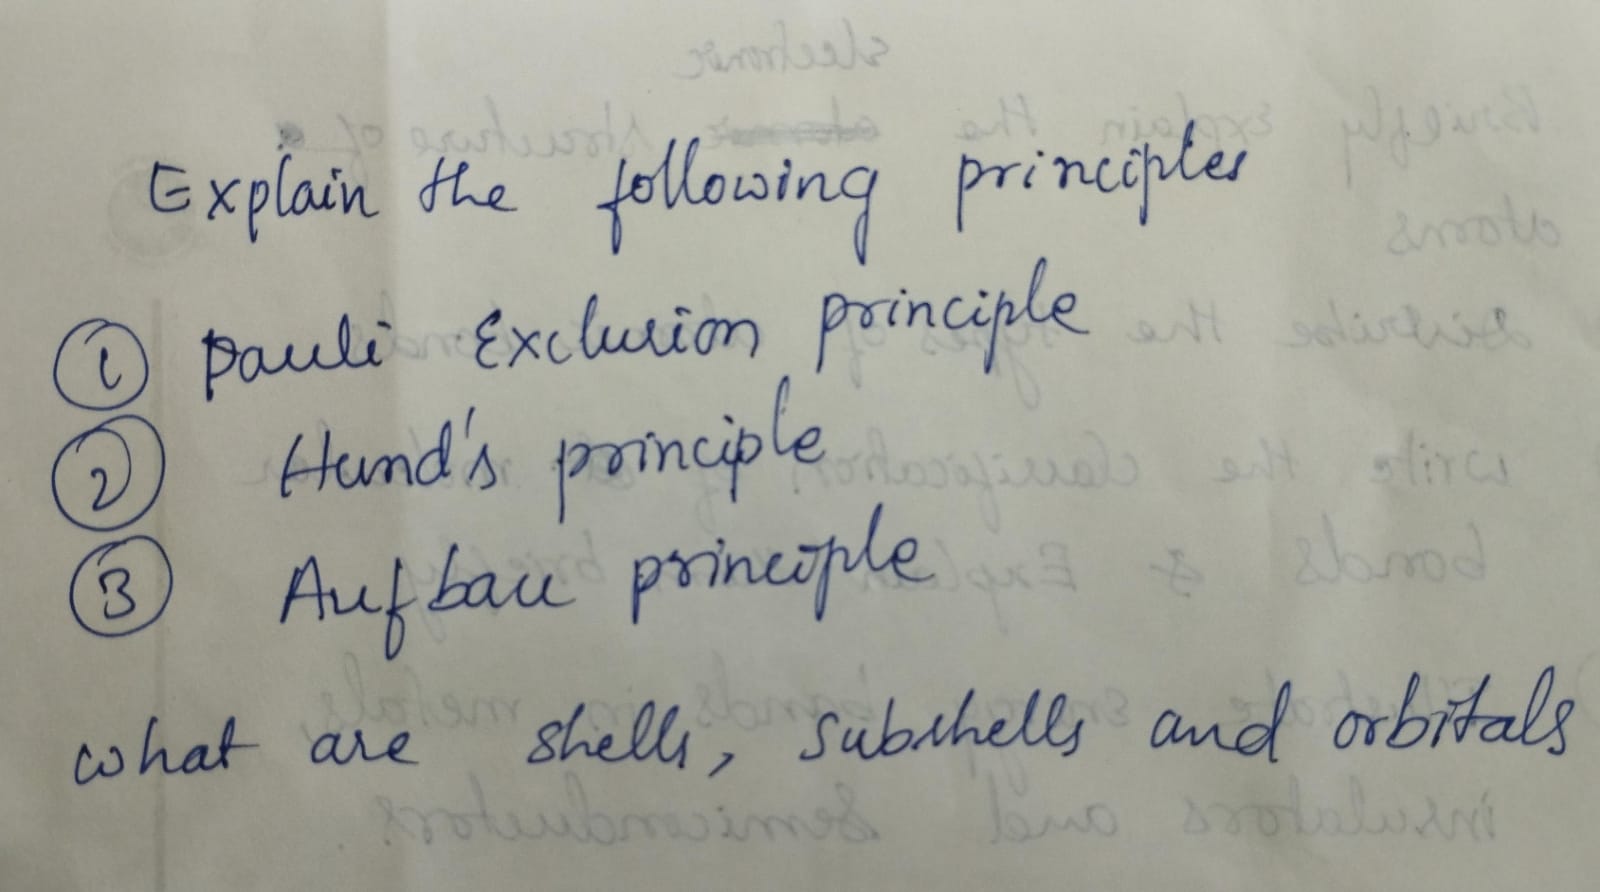 Explain the following principles
① Pauli Exclusion principle
② Hund's principle
③ Aufbau principle
what are shells, subshells and orbitals